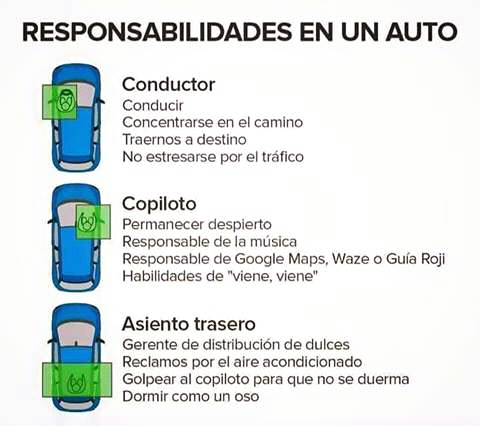 RESPONSABILIDADES EN UN AUTO
Conductor
Conducir
Concentrarse en el camino
Traernos a destino
No estresarse por el tráfico
Copiloto
Permanecer despierto
Responsable de la música
Responsable de Google Maps, Waze o Guía Roji
Habilidades de "viene, viene"
Asiento trasero
Gerente de distribución de dulces
Reclamos por el aire acondicionado
Golpear al copiloto para que no se duerma
Dormir como un oso